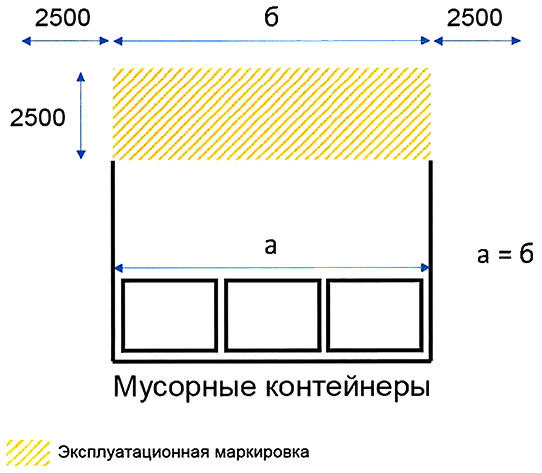 2500 б 2500
2500
а
а = б
Мусорные контейнеры
Эксплуатационная маркировка